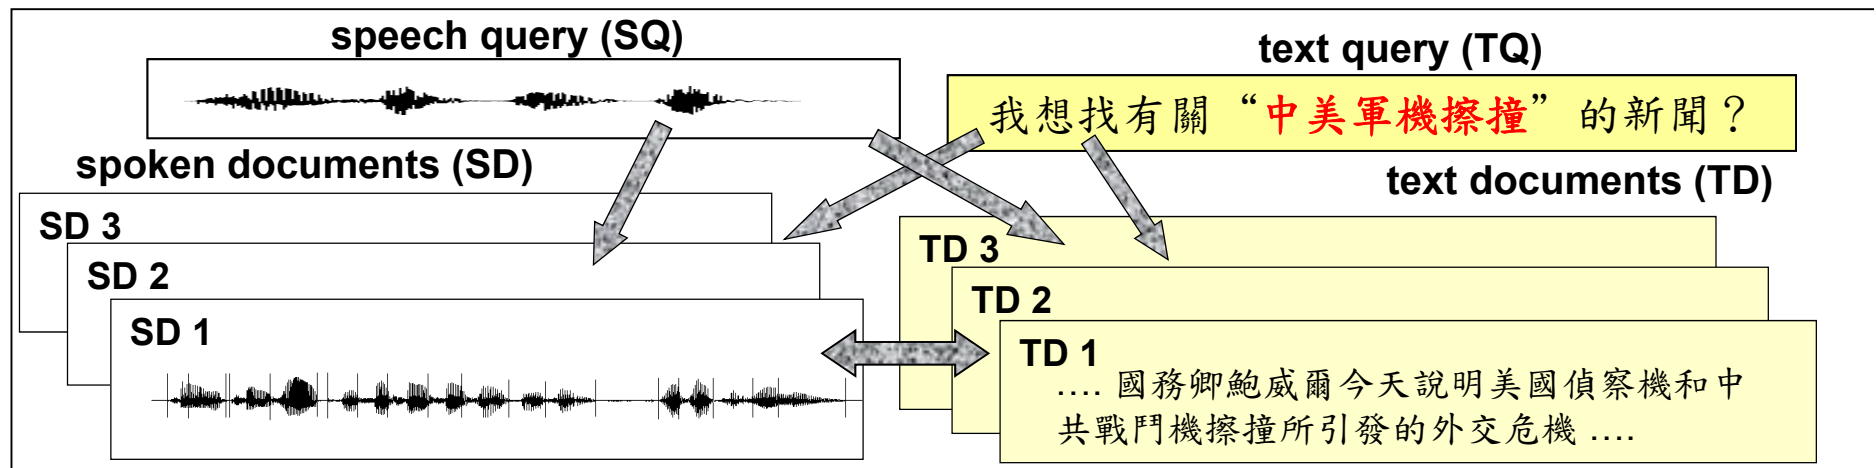 speech query (SQ)
text query (TQ)
我想找有關“中美軍機擦撞”的新聞？
spoken documents (SD)
text documents (TD)
SD 3
SD 2
SD 1
TD 3
TD 2
TD 1
.... 國務卿鮑威爾今天說明美國偵察機和中
共戰鬥機擦撞所引發的外交危機 ....